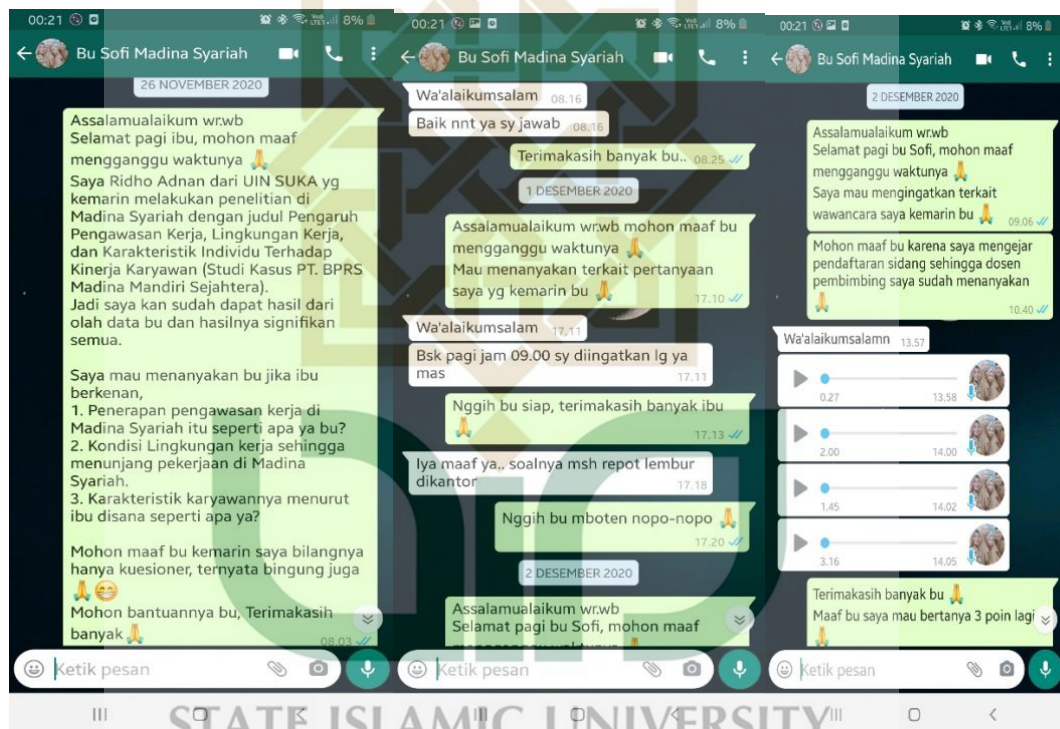 00:21 8%
Bu Sofi Madina Syariah
26 NOVEMBER 2020
Assalamualaikum wr.wb
Selamat pagi ibu, mohon maaf
mengganggu waktunya 🙏
Saya Ridho Adnan dari UIN SUKA yg
kemarin melakukan penelitian di
Madina Syariah dengan judul Pengaruh
Pengawasan Kerja, Lingkungan Kerja,
dan Karakteristik Individu Terhadap
Kinerja Karyawan (Studi Kasus PT. BPRS
Madina Mandiri Sejahtera).
Jadi saya kan sudah dapat hasil dari
olah data bu dan hasilnya signifikan
semua.
Saya mau menanyakan bu jika ibu
berkenan,
1. Penerapan pengawasan kerja di
Madina Syariah itu seperti apa ya bu?
2. Kondisi Lingkungan kerja sehingga
menunjang pekerjaan di Madina
Syariah.
3. Karakteristik karyawannya menurut
ibu disana seperti apa ya?
Mohon maaf bu kemarin saya bilangnya
hanya kuesioner, ternyata bingung juga
🙏😁
Mohon bantuannya bu, Terimakasih
banyak 🙏 08.03
Ketik pesan
00:21 8%
Bu Sofi Madina Syariah
Wa'alaikumsalam 08.16
Baik nnt ya sy jawab 08.16
Terimakasih banyak bu.. 08.25
1 DESEMBER 2020
Assalamualaikum wr.wb mohon maaf bu
mengganggu waktunya 🙏
Mau menanyakan terkait pertanyaan
saya yg kemarin bu 🙏 17.10
Wa'alaikumsalam 17.11
Bsk pagi jam 09.00 sy diingatkan lg ya
mas 17.11
Nggih bu siap, terimakasih banyak ibu
🙏 17.13
Iya maaf ya.. soalnya msh repot lembur
dikantor 17.18
Nggih bu mboten nopo-nopo 🙏
17.20
2 DESEMBER 2020
Assalamualaikum wr.wb
Selamat pagi bu Sofi, mohon maaf
mengganggu waktunya 🙏
Ketik pesan
00:21 8%
Bu Sofi Madina Syariah
2 DESEMBER 2020
Assalamualaikum wr.wb
Selamat pagi bu Sofi, mohon maaf
mengganggu waktunya 🙏
Saya mau mengingatkan terkait
wawancara saya kemarin bu 🙏 09.06
Mohon maaf bu karena saya mengejar
pendaftaran sidang sehingga dosen
pembimbing saya sudah menanyakan
🙏 10.40
Wa'alaikumsalamn 13.57
0.27 13.58
2.00 14.00
1.45 14.02
3.16 14.05
Terimakasih banyak bu 🙏
Maaf bu saya mau bertanya 3 poin lagi
Ketik pesan
STATE ISLAMIC UNIVERSITY